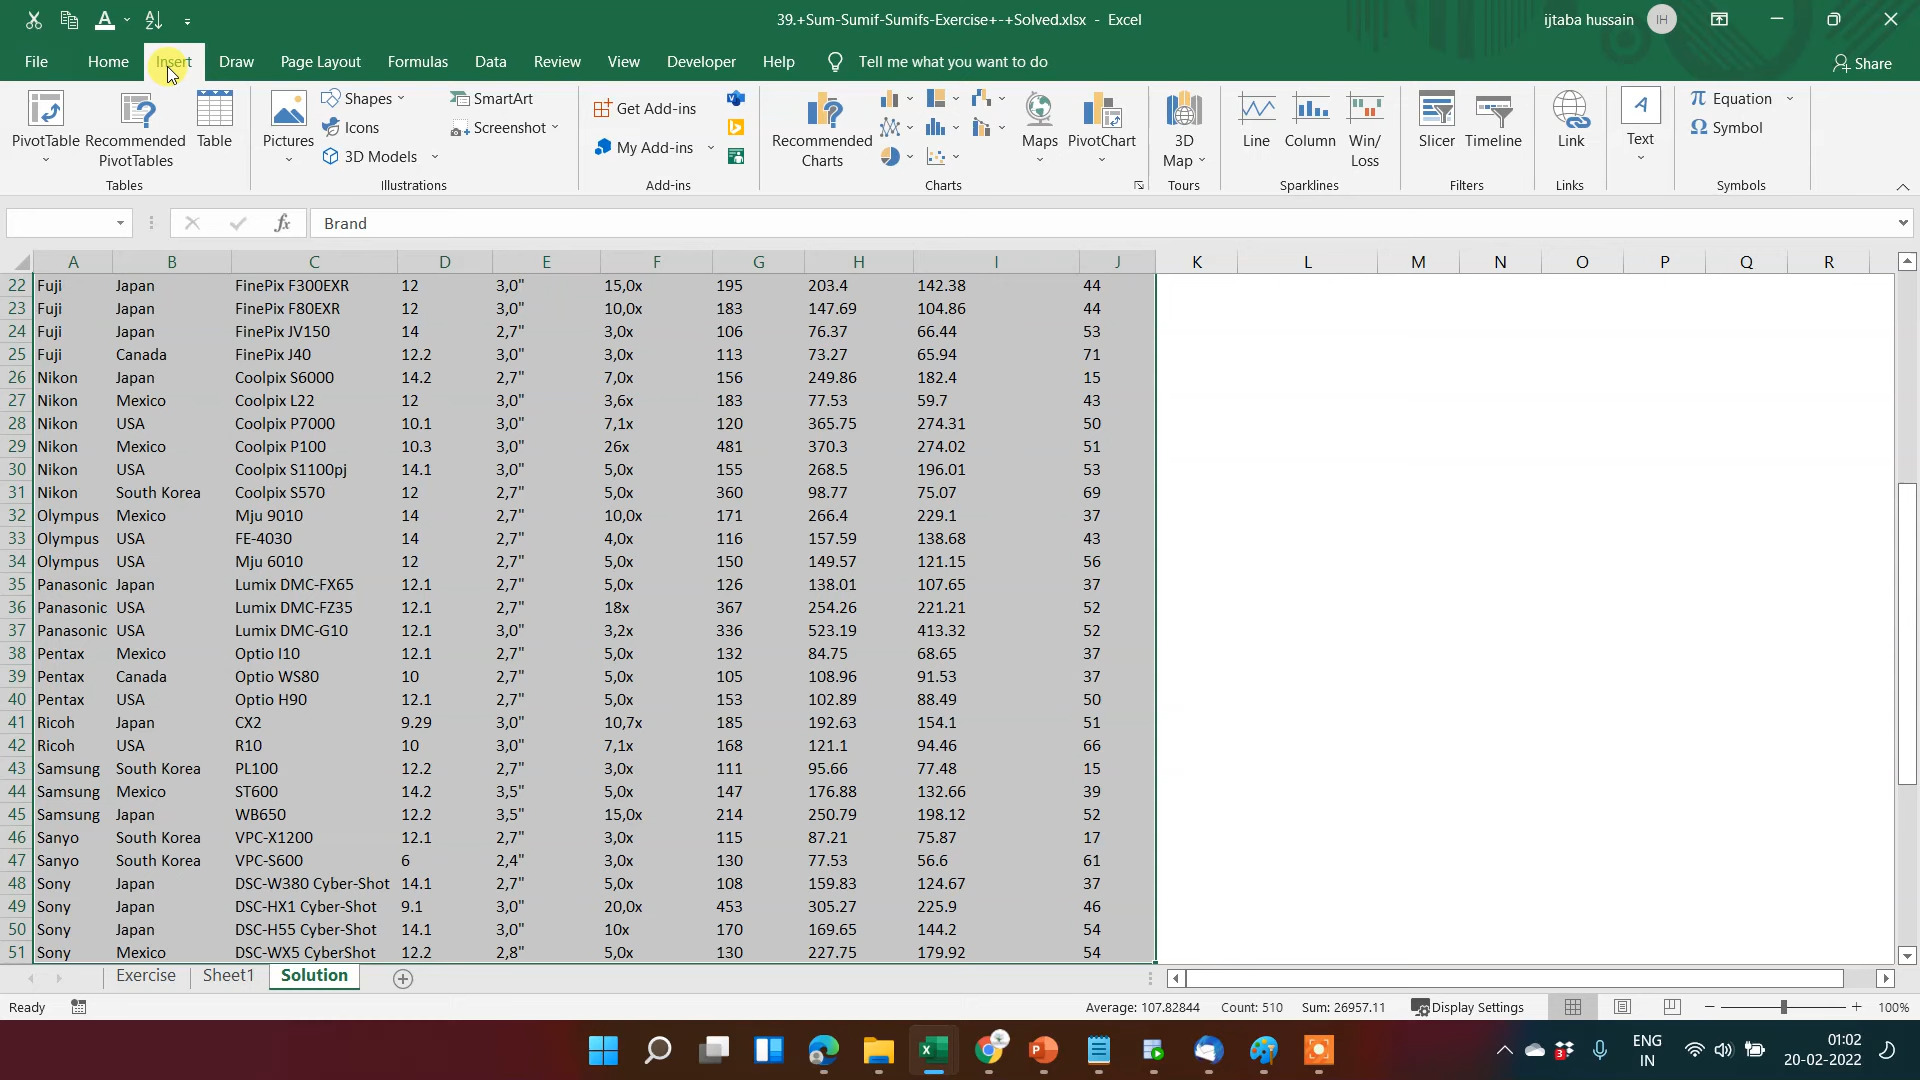 39.+Sum-Sumif-Sumifs-Exercise+-+Solved.xlsx - Excel
ijtaba hussain IH
File Home Insert Draw Page Layout Formulas Data Review View Developer Help Tell me what you want to do Share
PivotTable Recommended PivotTables Table
Tables
Pictures Shapes Icons 3D Models SmartArt Screenshot
Illustrations
Get Add-ins
My Add-ins
Add-ins
Recommended Charts Maps PivotChart
Charts
3D Map
Tours
Line Column Win/Loss
Sparklines
Slicer Timeline
Filters
Link
Links
Text
Equation
Symbol
Symbols
fx Brand
A B C D E F G H I J K L M N O P Q R
22 Fuji Japan FinePix F300EXR 12 3,0" 15,0x 195 203.4 142.38 44
23 Fuji Japan FinePix F80EXR 12 3,0" 10,0x 183 147.69 104.86 44
24 Fuji Japan FinePix JV150 14 2,7" 3,0x 106 76.37 66.44 53
25 Fuji Canada FinePix J40 12.2 3,0" 3,0x 113 73.27 65.94 71
26 Nikon Japan Coolpix S6000 14.2 2,7" 7,0x 156 249.86 182.4 15
27 Nikon Mexico Coolpix L22 12 3,0" 3,6x 183 77.53 59.7 43
28 Nikon USA Coolpix P7000 10.1 3,0" 7,1x 120 365.75 274.31 50
29 Nikon Mexico Coolpix P100 10.3 3,0" 26x 481 370.3 274.02 51
30 Nikon USA Coolpix S1100pj 14.1 3,0" 5,0x 155 268.5 196.01 53
31 Nikon South Korea Coolpix S570 12 2,7" 5,0x 360 98.77 75.07 69
32 Olympus Mexico Mju 9010 14 2,7" 10,0x 171 266.4 229.1 37
33 Olympus USA FE-4030 14 2,7" 4,0x 116 157.59 138.68 43
34 Olympus USA Mju 6010 12 2,7" 5,0x 150 149.57 121.15 56
35 Panasonic Japan Lumix DMC-FX65 12.1 2,7" 5,0x 126 138.01 107.65 37
36 Panasonic USA Lumix DMC-FZ35 12.1 2,7" 18x 367 254.26 221.21 52
37 Panasonic USA Lumix DMC-G10 12.1 3,0" 3,2x 336 523.19 413.32 52
38 Pentax Mexico Optio I10 12.1 2,7" 5,0x 132 84.75 68.65 37
39 Pentax Canada Optio WS80 10 2,7" 5,0x 105 108.96 91.53 37
40 Pentax USA Optio H90 12.1 2,7" 5,0x 153 102.89 88.49 50
41 Ricoh Japan CX2 9.29 3,0" 10,7x 185 192.63 154.1 51
42 Ricoh USA R10 10 3,0" 7,1x 168 121.1 94.46 66
43 Samsung South Korea PL100 12.2 2,7" 3,0x 111 95.66 77.48 15
44 Samsung Mexico ST600 14.2 3,5" 5,0x 147 176.88 132.66 39
45 Samsung Japan WB650 12.2 3,5" 15,0x 214 250.79 198.12 52
46 Sanyo South Korea VPC-X1200 12.1 2,7" 3,0x 115 87.21 75.87 17
47 Sanyo South Korea VPC-S600 6 2,4" 3,0x 130 77.53 56.6 61
48 Sony Japan DSC-W380 Cyber-Shot 14.1 2,7" 5,0x 108 159.83 124.67 37
49 Sony Japan DSC-HX1 Cyber-Shot 9.1 3,0" 20,0x 453 305.27 225.9 46
50 Sony Japan DSC-H55 Cyber-Shot 14.1 3,0" 10x 170 169.65 144.2 54
51 Sony Mexico DSC-WX5 CyberShot 12.2 2,8" 5,0x 130 227.75 179.92 54
Exercise Sheet1 Solution
Ready Average: 107.82844 Count: 510 Sum: 26957.11 Display Settings 100%
ENG IN 01:02 20-02-2022